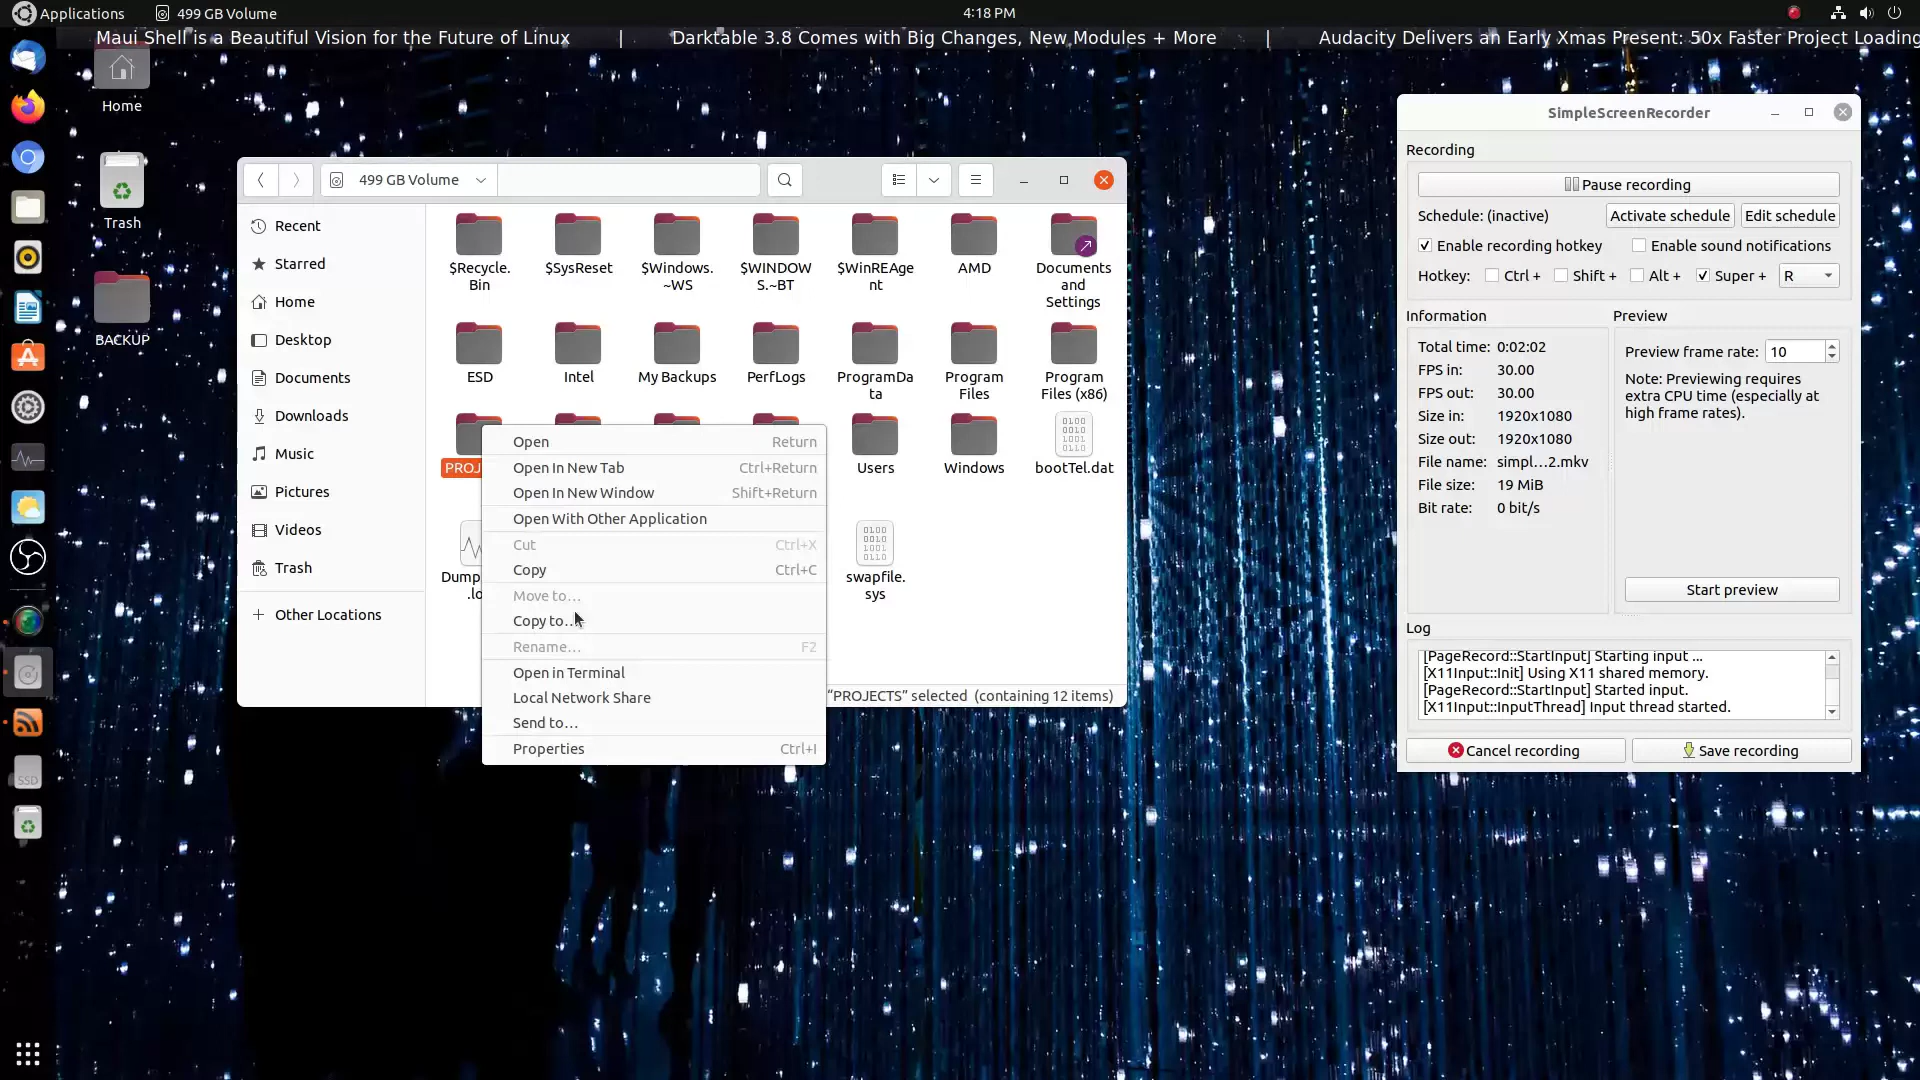 Applications
499 GB Volume
4:18 PM
Maui Shell is a Beautiful Vision for the Future of Linux | Darktable 3.8 Comes with Big Changes, New Modules + More | Audacity Delivers an Early Xmas Present: 50x Faster Project Loading
Home
Trash
BACKUP
SSD
499 GB Volume
Recent
Starred
Home
Desktop
Documents
Downloads
Music
Pictures
Videos
Trash
+ Other Locations
$Recycle.
Bin
$SysReset
$Windows.
~WS
$WINDOW
S.~BT
$WinREAge
nt
AMD
Documents
and
Settings
ESD
Intel
My Backups
PerfLogs
ProgramDa
ta
Program
Files
Program
Files (x86)
PROJ
Users
Windows
bootTel.dat
Dump
.lo
swapfile.
sys
"PROJECTS" selected (containing 12 items)
Open Return
Open In New Tab Ctrl+Return
Open In New Window Shift+Return
Open With Other Application
Cut Ctrl+X
Copy Ctrl+C
Move to…
Copy to…
Rename… F2
Open in Terminal
Local Network Share
Send to…
Properties Ctrl+I
SimpleScreenRecorder
Recording
Pause recording
Schedule: (inactive) Activate schedule Edit schedule
Enable recording hotkey Enable sound notifications
Hotkey: Ctrl + Shift + Alt + Super + R
Information
Total time: 0:02:02
FPS in: 30.00
FPS out: 30.00
Size in: 1920x1080
Size out: 1920x1080
File name: simpl…2.mkv
File size: 19 MiB
Bit rate: 0 bit/s
Preview
Preview frame rate: 10
Note: Previewing requires
extra CPU time (especially at
high frame rates).
Start preview
Log
[PageRecord::StartInput] Starting input ...
[X11Input::Init] Using X11 shared memory.
[PageRecord::StartInput] Started input.
[X11Input::InputThread] Input thread started.
Cancel recording
Save recording